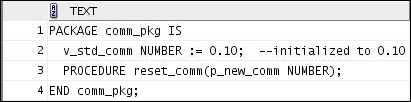 TEXT
1 PACKAGE comm_pkg IS
2 v_std_comm NUMBER := 0.10; --initialized to 0.10
3 PROCEDURE reset_comm(p_new_comm NUMBER);
4 END comm_pkg;